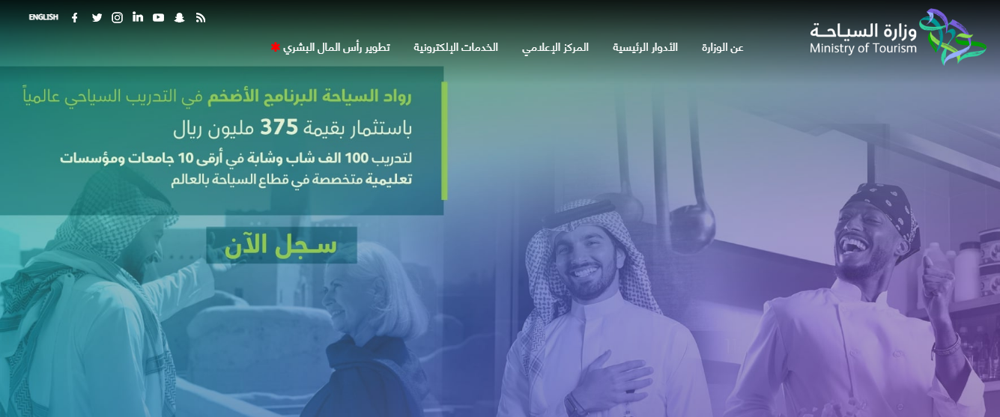 ENGLISH
وزارة السياحة
Ministry of Tourism
عن الوزارة
الأدوار الرئيسية
المركز الإعلامي
الخدمات الإلكترونية
تطوير رأس المال البشري *
رواد السياحة البرنامج الأضخم في التدريب السياحي عالمياً
باستثمار بقيمة 375 مليون ريال
لتدريب 100 الف شاب وشابة في أرقى 10 جامعات ومؤسسات
تعليمية متخصصة في قطاع السياحة بالعالم
سجل الآن